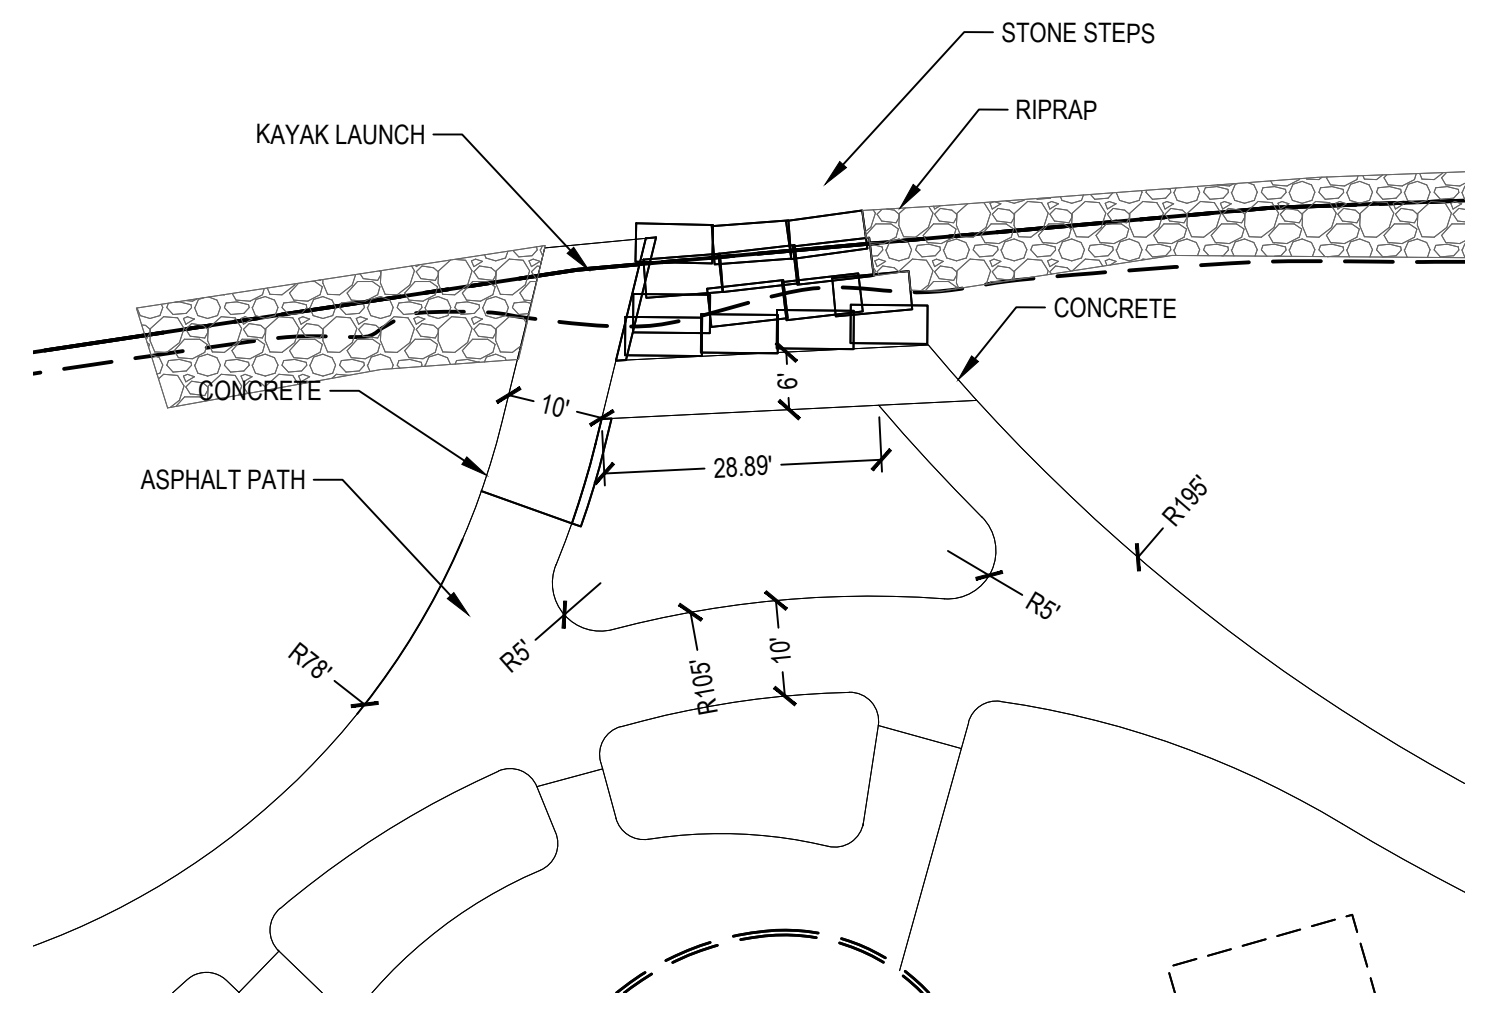 STONE STEPS
RIPRAP
KAYAK LAUNCH
CONCRETE
6'
CONCRETE
10'
28.89'
ASPHALT PATH
R195'
R5'
R5'
10'
R78'
R105'